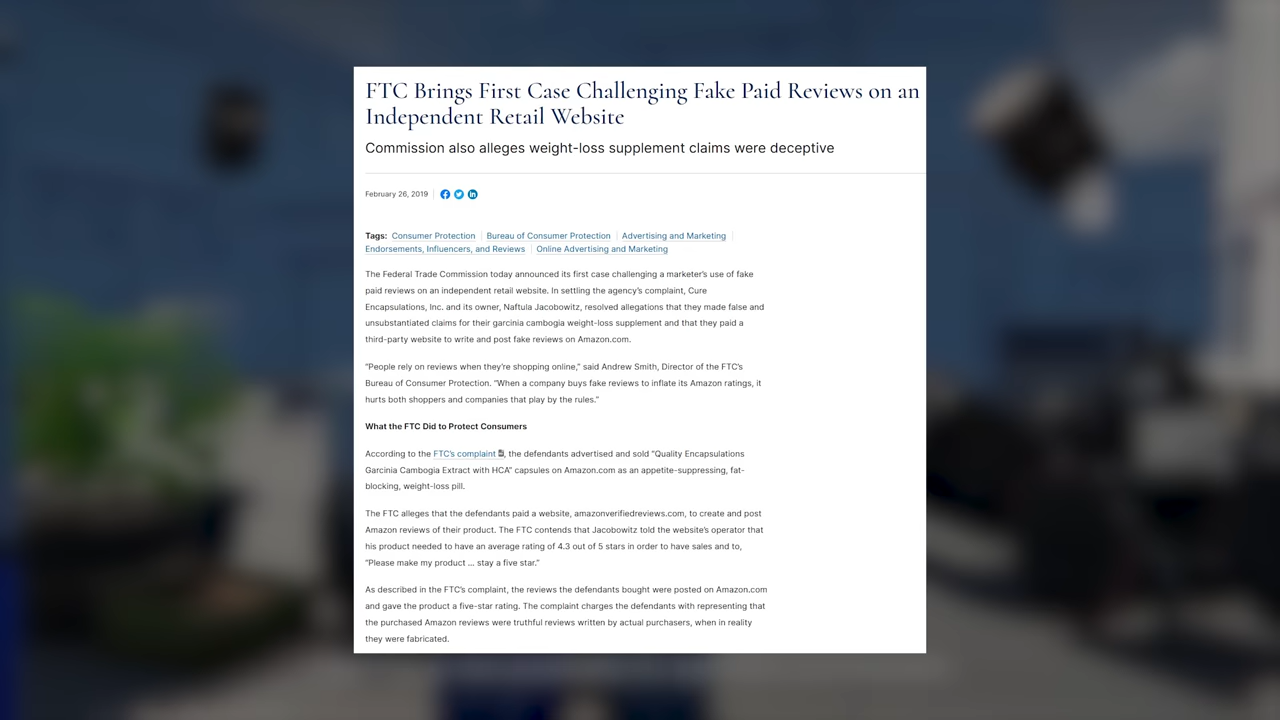 FTC Brings First Case Challenging Fake Paid Reviews on an
Independent Retail Website
Commission also alleges weight-loss supplement claims were deceptive
February 26, 2019
Tags: Consumer Protection Bureau of Consumer Protection Advertising and Marketing
Endorsements, Influencers, and Reviews Online Advertising and Marketing
The Federal Trade Commission today announced its first case challenging a marketer's use of fake
paid reviews on an independent retail website. In settling the agency's complaint, Cure
Encapsulations, Inc. and its owner, Naftula Jacobowitz, resolved allegations that they made false and
unsubstantiated claims for their garcinia cambogia weight-loss supplement and that they paid a
third-party website to write and post fake reviews on Amazon.com.
"People rely on reviews when they're shopping online," said Andrew Smith, Director of the FTC's
Bureau of Consumer Protection. "When a company buys fake reviews to inflate its Amazon ratings, it
hurts both shoppers and companies that play by the rules."
What the FTC Did to Protect Consumers
According to the FTC's complaint, the defendants advertised and sold "Quality Encapsulations
Garcinia Cambogia Extract with HCA" capsules on Amazon.com as an appetite-suppressing, fat-
blocking, weight-loss pill.
The FTC alleges that the defendants paid a website, amazonverifiedreviews.com, to create and post
Amazon reviews of their product. The FTC contends that Jacobowitz told the website's operator that
his product needed to have an average rating of 4.3 out of 5 stars in order to have sales and to,
"Please make my product ... stay a five star."
As described in the FTC's complaint, the reviews the defendants bought were posted on Amazon.com
and gave the product a five-star rating. The complaint charges the defendants with representing that
the purchased Amazon reviews were truthful reviews written by actual purchasers, when in reality
they were fabricated.